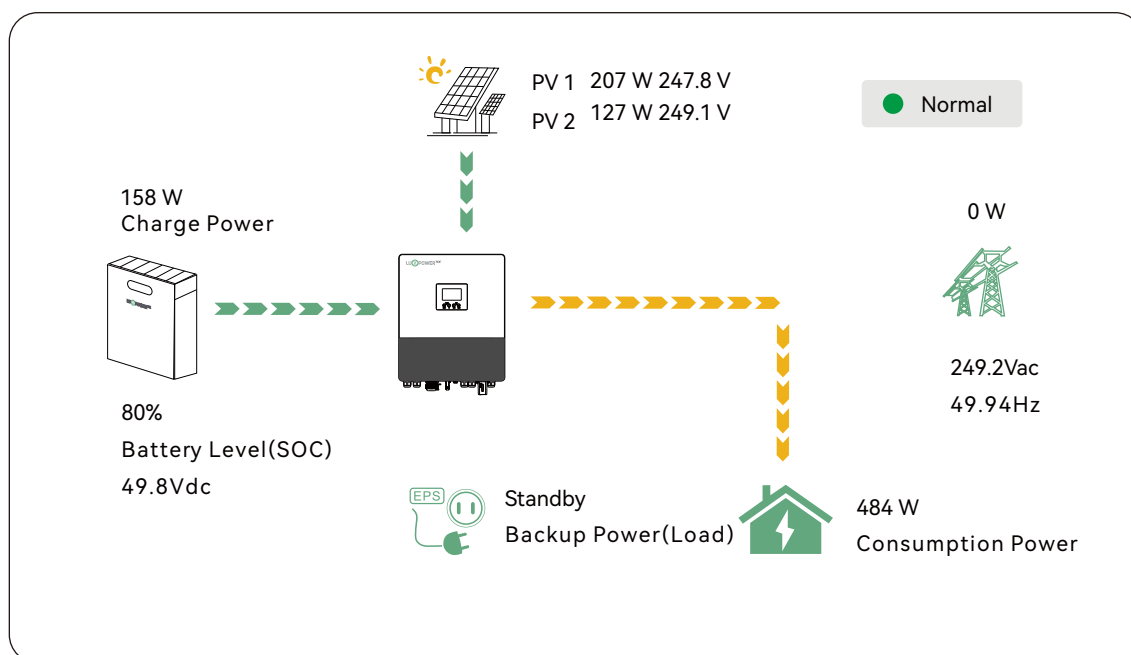 PV 1 207 W 247.8 V
PV 2 127 W 249.1 V
Normal
158 W
Charge Power
0 W
LUXPOWER
80%
Battery Level(SOC)
49.8Vdc
249.2Vac
49.94Hz
EPS
Standby
Backup Power(Load)
484 W
Consumption Power